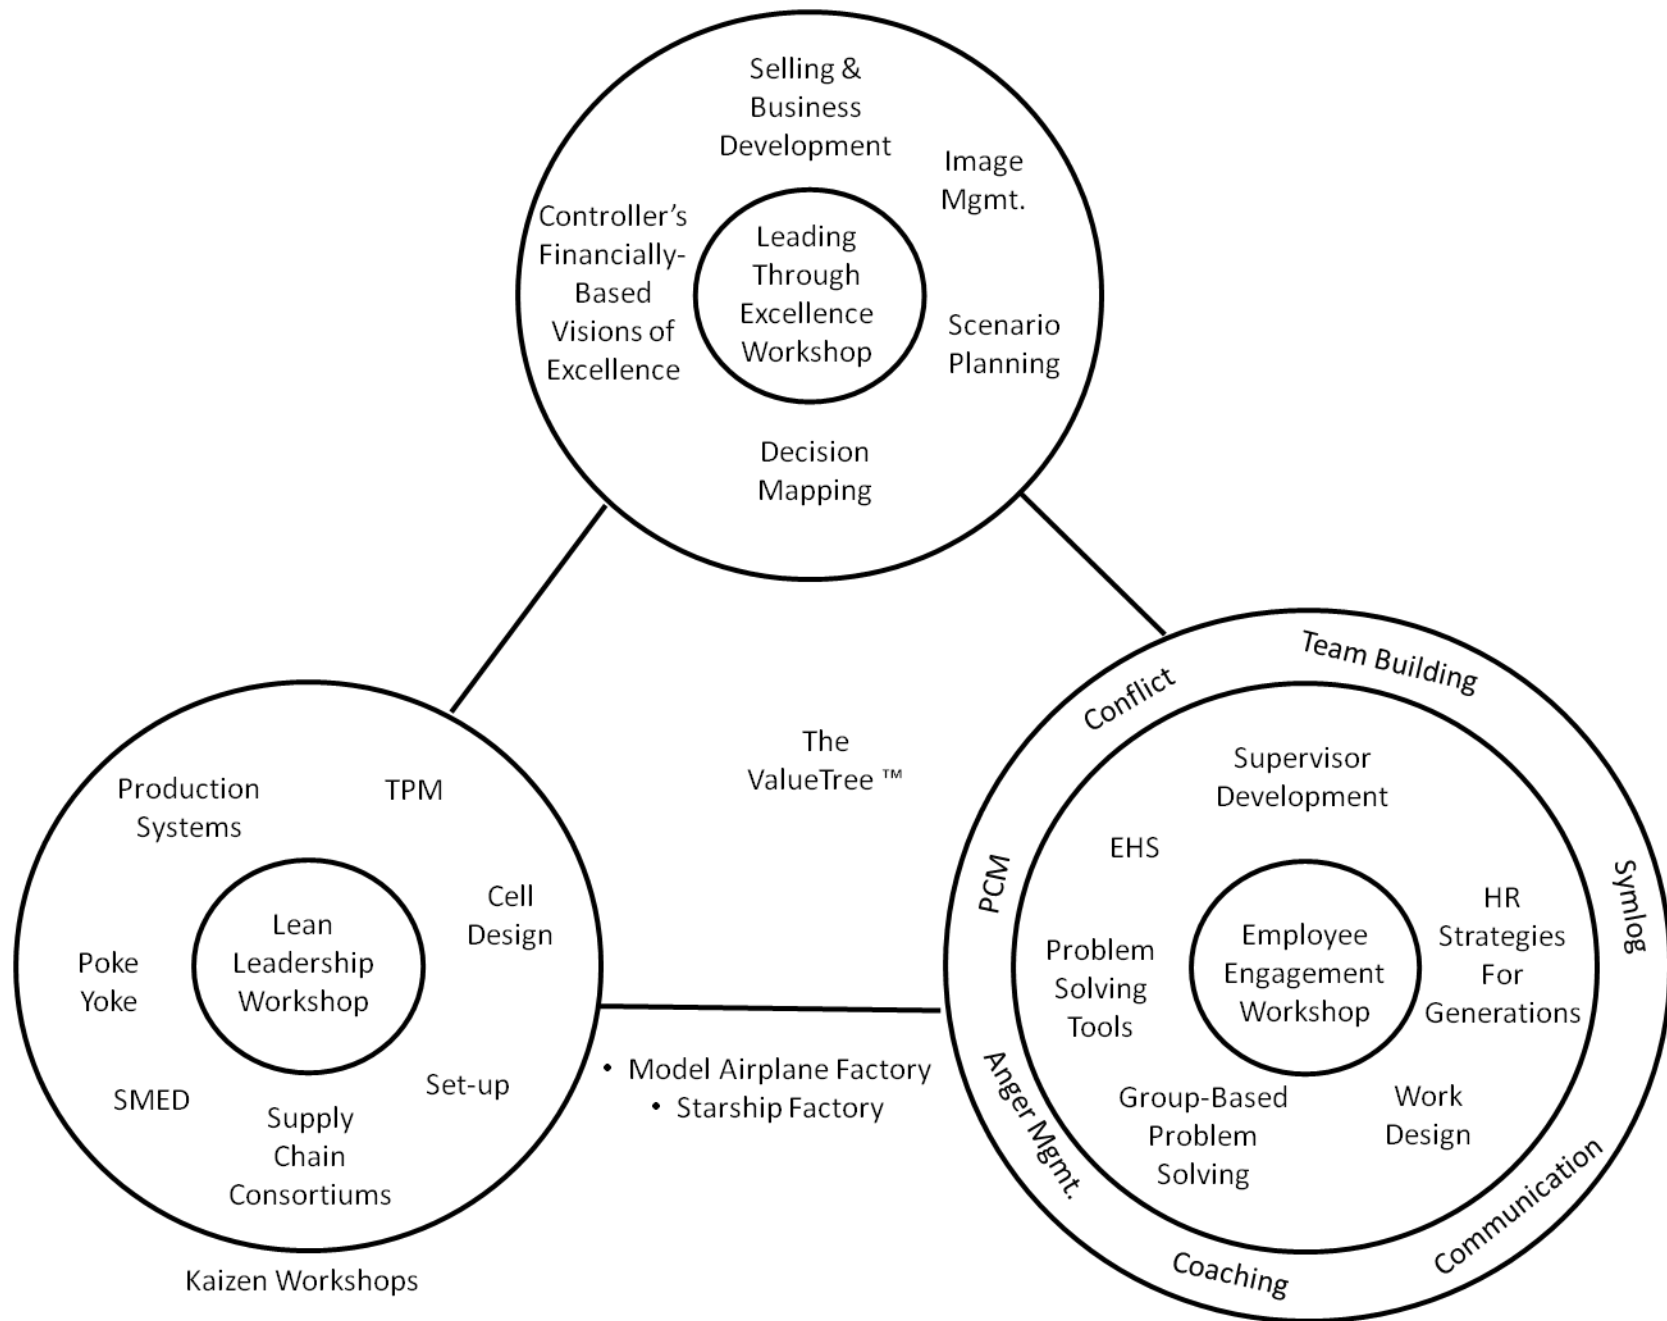 Selling &
Business
Development
Image
Mgmt.
Controller’s
Financially-
Based
Visions of
Excellence
Leading
Through
Excellence
Workshop
Scenario
Planning
Decision
Mapping
The
ValueTree ™
Production
Systems
TPM
Cell
Design
Lean
Leadership
Workshop
Poke
Yoke
SMED
Set-up
Supply
Chain
Consortiums
Kaizen Workshops
• Model Airplane Factory
• Starship Factory
Conflict
Team Building
PCM
Symlog
Anger Mgmt.
Coaching
Communication
Supervisor
Development
EHS
HR
Strategies
For
Generations
Problem
Solving
Tools
Employee
Engagement
Workshop
Group-Based
Problem
Solving
Work
Design